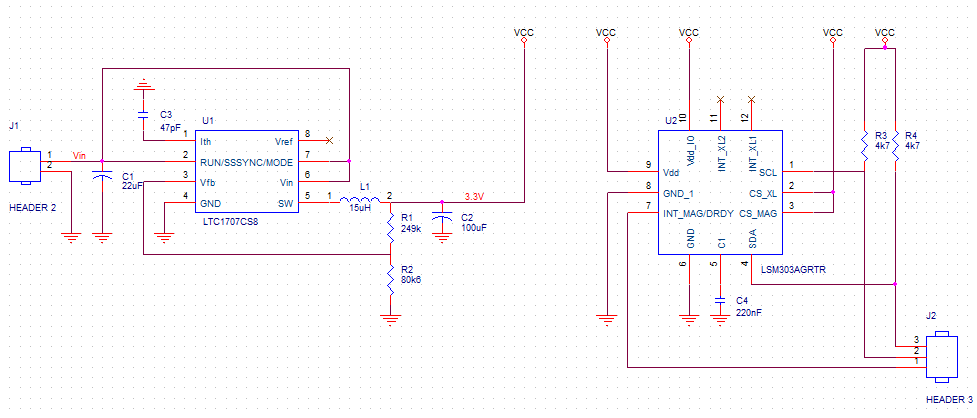 VCC
VCC
VCC
VCC
VCC
J1
1
2
Vin
HEADER 2
C1
22uF
C3
47pF
U1
1
Ith
Vref
8
2
RUN/SS
SYNC/MODE
7
3
Vfb
Vin
6
4
GND
SW
5
LTC1707CS8
L1
1
2
15uH
3.3V
R1
249k
R2
80k6
C2
100uF
U2
10
11
12
Vdd_IO
INT_XL2
INT_XL1
9
Vdd
SCL
1
8
GND_1
CS_XL
2
7
INT_MAG/DRDY
CS_MAG
3
GND
C1
SDA
6
5
4
LSM303AGRTR
C4
220nF
R3
4k7
R4
4k7
J2
3
2
1
HEADER 3